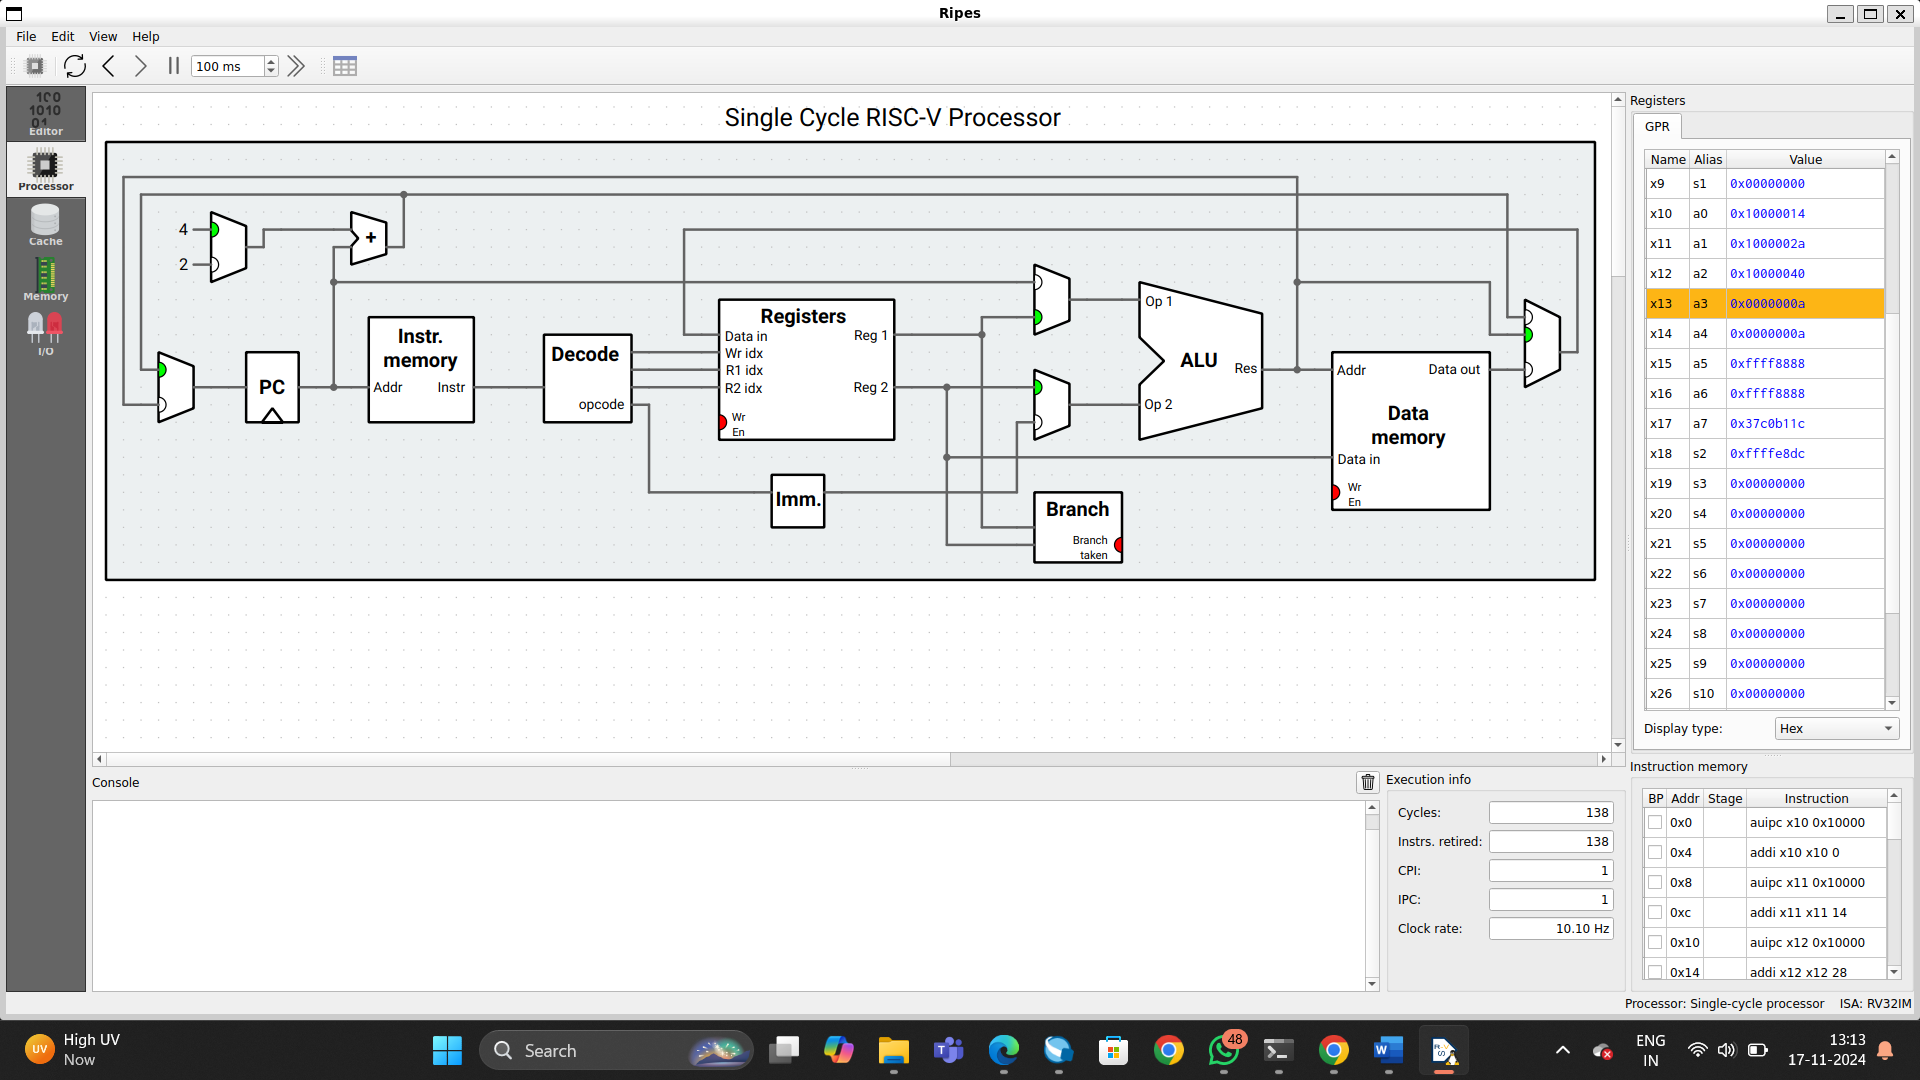 Ripes
File Edit View Help
100 ms
Editor
Processor
Cache
Memory
I/O
Single Cycle RISC-V Processor
4
2
+
PC
Instr. memory
Addr Instr
Decode
opcode
Registers
Data in Reg 1
Wr idx
R1 idx
R2 idx Reg 2
Wr
En
Imm.
Op 1
ALU
Res
Op 2
Branch
Branch
taken
Addr Data out
Data
memory
Data in
Wr
En
Registers
GPR
Name Alias Value
x9 s1 0x00000000
x10 a0 0x10000014
x11 a1 0x1000002a
x12 a2 0x10000040
x13 a3 0x0000000a
x14 a4 0x0000000a
x15 a5 0xffff8888
x16 a6 0xffff8888
x17 a7 0x37c0b11c
x18 s2 0xffffe8dc
x19 s3 0x00000000
x20 s4 0x00000000
x21 s5 0x00000000
x22 s6 0x00000000
x23 s7 0x00000000
x24 s8 0x00000000
x25 s9 0x00000000
x26 s10 0x00000000
Display type: Hex
Console
Execution info
Cycles: 138
Instrs. retired: 138
CPI: 1
IPC: 1
Clock rate: 10.10 Hz
Instruction memory
BP Addr Stage Instruction
0x0 auipc x10 0x10000
0x4 addi x10 x10 0
0x8 auipc x11 0x10000
0xc addi x11 x11 14
0x10 auipc x12 0x10000
0x14 addi x12 x12 28
Processor: Single-cycle processor ISA: RV32IM
UV
High UV
Now
Search
48
ENG
IN
13:13
17-11-2024